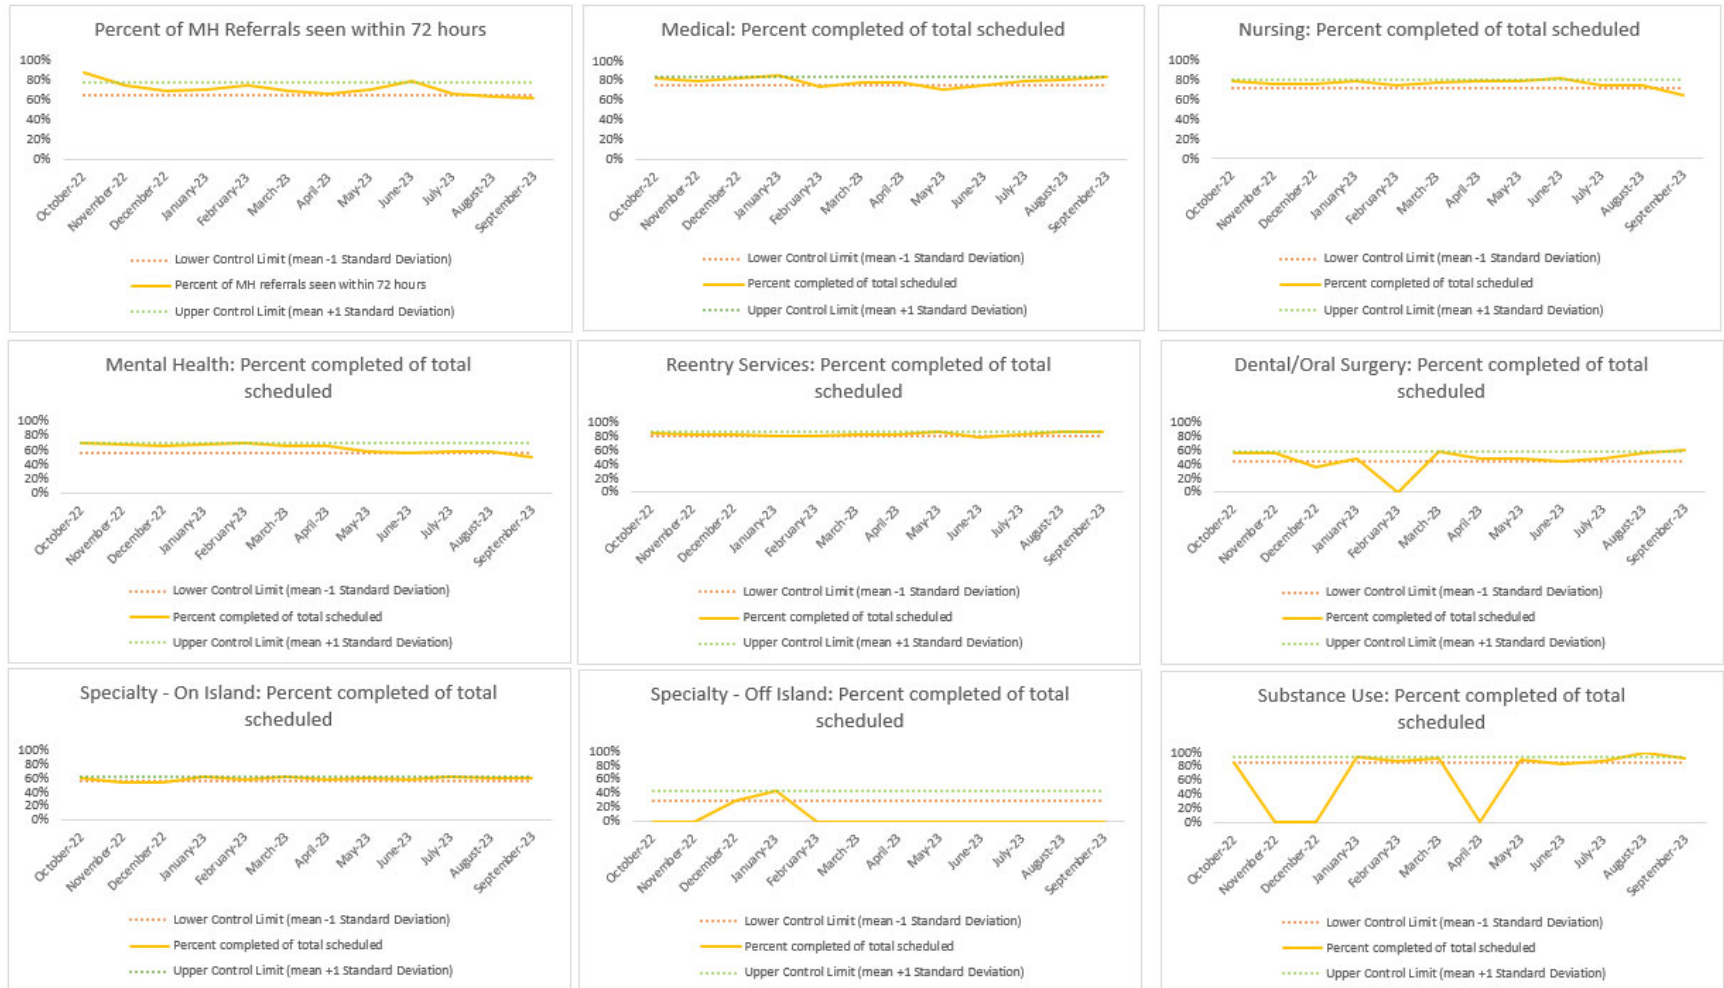 Percent of MH Referrals seen within 72 hours
100%
80%
60%
40%
20%
0%
October-22
November-22
December-22
January-23
February-23
March-23
April-23
May-23
June-23
July-23
August-23
September-23
Lower Control Limit (mean -1 Standard Deviation)
Percent of MH referrals seen within 72 hours
Upper Control Limit (mean +1 Standard Deviation)
Medical: Percent completed of total scheduled
100%
80%
60%
40%
20%
0%
October-22
November-22
December-22
January-23
February-23
March-23
April-23
May-23
June-23
July-23
August-23
September-23
Lower Control Limit (mean -1 Standard Deviation)
Percent completed of total scheduled
Upper Control Limit (mean +1 Standard Deviation)
Nursing: Percent completed of total scheduled
100%
80%
60%
40%
20%
0%
October-22
November-22
December-22
January-23
February-23
March-23
April-23
May-23
June-23
July-23
August-23
September-23
Lower Control Limit (mean -1 Standard Deviation)
Percent completed of total scheduled
Upper Control Limit (mean +1 Standard Deviation)
Mental Health: Percent completed of total
scheduled
100%
80%
60%
40%
20%
0%
October-22
November-22
December-22
January-23
February-23
March-23
April-23
May-23
June-23
July-23
August-23
September-23
Lower Control Limit (mean -1 Standard Deviation)
Percent completed of total scheduled
Upper Control Limit (mean +1 Standard Deviation)
Reentry Services: Percent completed of total
scheduled
100%
80%
60%
40%
20%
0%
October-22
November-22
December-22
January-23
February-23
March-23
April-23
May-23
June-23
July-23
August-23
September-23
Lower Control Limit (mean -1 Standard Deviation)
Percent completed of total scheduled
Upper Control Limit (mean +1 Standard Deviation)
Dental/Oral Surgery: Percent completed of total
scheduled
100%
80%
60%
40%
20%
0%
October-22
November-22
December-22
January-23
February-23
March-23
April-23
May-23
June-23
July-23
August-23
September-23
Lower Control Limit (mean -1 Standard Deviation)
Percent completed of total scheduled
Upper Control Limit (mean +1 Standard Deviation)
Specialty - On Island: Percent completed of total
scheduled
100%
80%
60%
40%
20%
0%
October-22
November-22
December-22
January-23
February-23
March-23
April-23
May-23
June-23
July-23
August-23
September-23
Lower Control Limit (mean -1 Standard Deviation)
Percent completed of total scheduled
Upper Control Limit (mean +1 Standard Deviation)
Specialty - Off Island: Percent completed of total
scheduled
100%
80%
60%
40%
20%
0%
October-22
November-22
December-22
January-23
February-23
March-23
April-23
May-23
June-23
July-23
August-23
September-23
Lower Control Limit (mean -1 Standard Deviation)
Percent completed of total scheduled
Upper Control Limit (mean +1 Standard Deviation)
Substance Use: Percent completed of total
scheduled
100%
80%
60%
40%
20%
0%
October-22
November-22
December-22
January-23
February-23
March-23
April-23
May-23
June-23
July-23
August-23
September-23
Lower Control Limit (mean -1 Standard Deviation)
Percent completed of total scheduled
Upper Control Limit (mean +1 Standard Deviation)